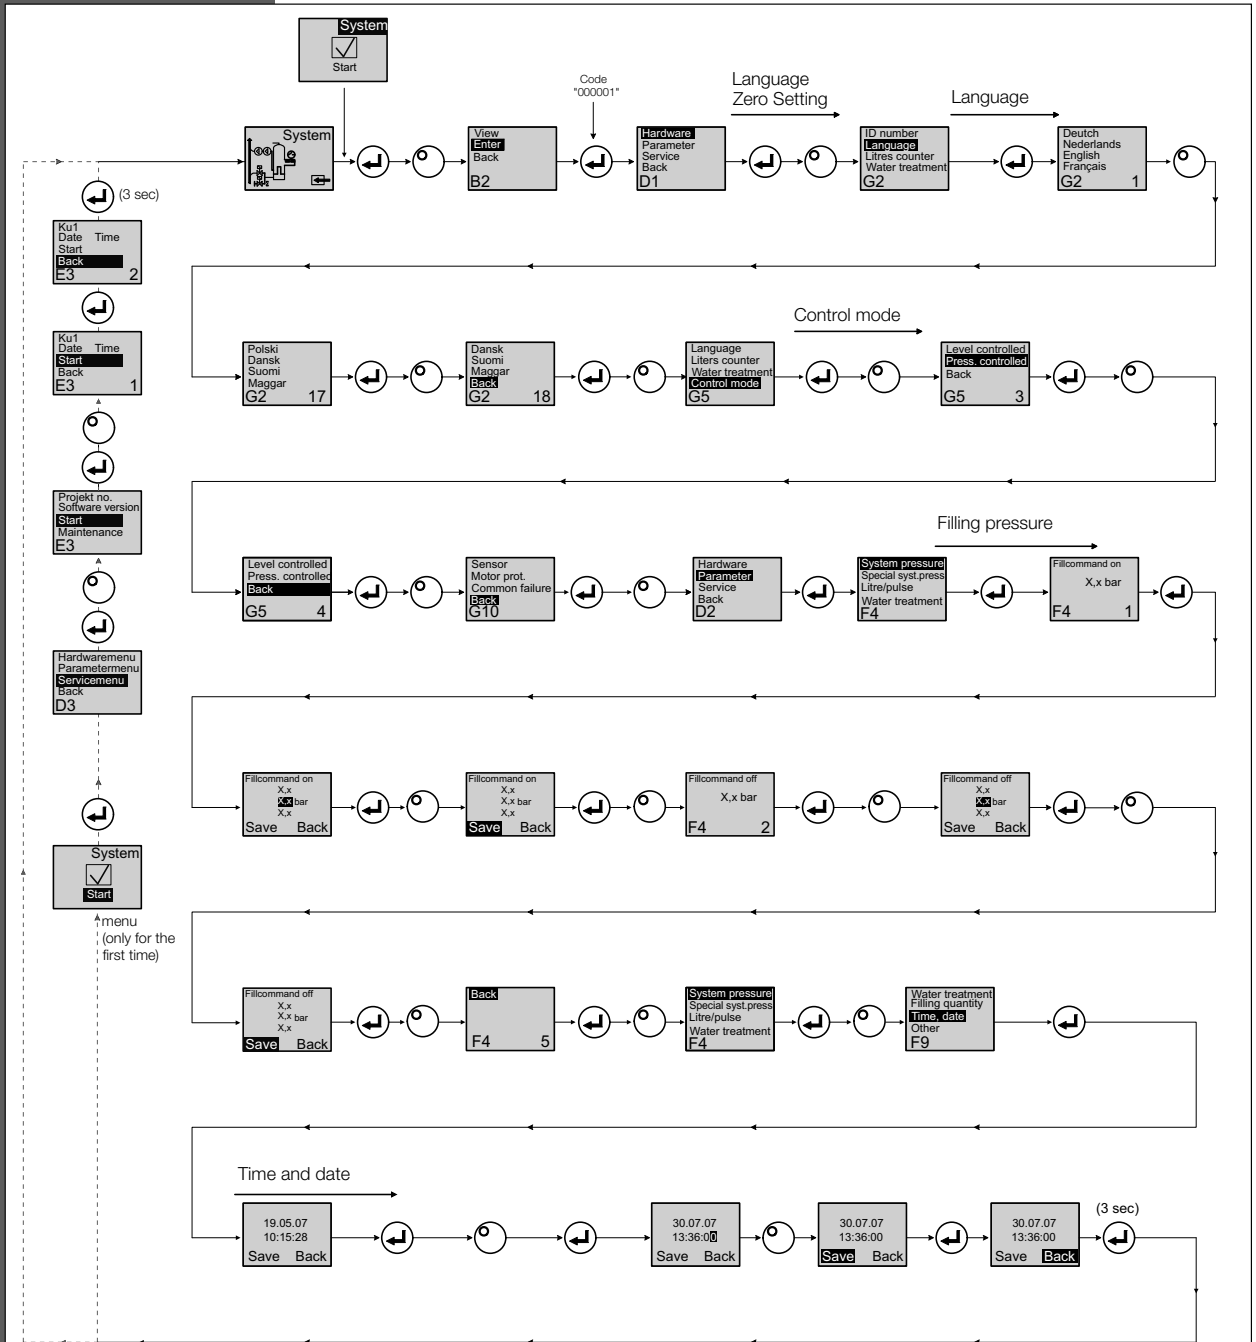 System
Start
Code
"000001"
Language
Zero Setting
Language
System
View
Enter
Back
B2
Hardware
Parameter
Service
Back
D1
ID number
Language
Litres counter
Water treatment
G2
Deutch
Nederlands
English
Français
G2 1
(3 sec)
Ku1
Date Time
Start
Back
E3 2
Ku1
Date Time
Start
Back
E3 1
Projekt no.
Software version
Start
Maintenance
E3
Hardwaremenu
Parametermenu
Servicemenu
Back
D3
System
Start
menu
(only for the
first time)
Control mode
Polski
Dansk
Suomi
Maggar
G2 17
Dansk
Suomi
Maggar
Back
G2 18
Language
Liters counter
Water treatment
Control mode
G5
Level controlled
Press. controlled
Back
G5 3
Filling pressure
Level controlled
Press. controlled
Back
G5 4
Sensor
Motor prot.
Common failure
Back
G10
Hardware
Parameter
Service
Back
D2
System pressure
Special syst.press
Litre/pulse
Water treatment
F4
Fillcommand on
X,x bar
F4 1
Fillcommand on
X,x
X,x bar
X,x
Save Back
Fillcommand on
X,x
X,x bar
X,x
Save Back
Fillcommand off
X,x bar
F4 2
Fillcommand off
X,x
X,x bar
X,x
Save Back
Fillcommand off
X,x
X,x bar
X,x
Save Back
Back
F4 5
System pressure
Special syst.press
Litre/pulse
Water treatment
F4
Water treatment
Filling quantity
Time, date
Other
F9
Time and date
19.05.07
10:15:28
Save Back
30.07.07
13:36:00
Save Back
30.07.07
13:36:00
Save Back
30.07.07
13:36:00
Save Back
(3 sec)